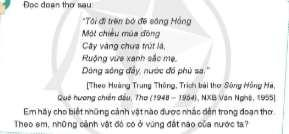 Đọc đoạn thơ sau:
"Tôi đi trên bờ đê sông Hồng
Một chiều mùa đông
Cây vàng chưa trút lá,
Ruộng vừa xanh sắc mạ,
Dòng sông đầy, nước đỏ phù sa."
[Theo Hoàng Trung Thông, Trích bài thơ Sông Hồng Hà,
Quê hương chiến đấu, Thơ (1948 – 1954), NXB Văn Nghệ, 1955]
Em hãy cho biết những cảnh vật nào được nhắc đến trong đoạn thơ.
Theo em, những cảnh vật đó có ở vùng đất nào của nước ta?